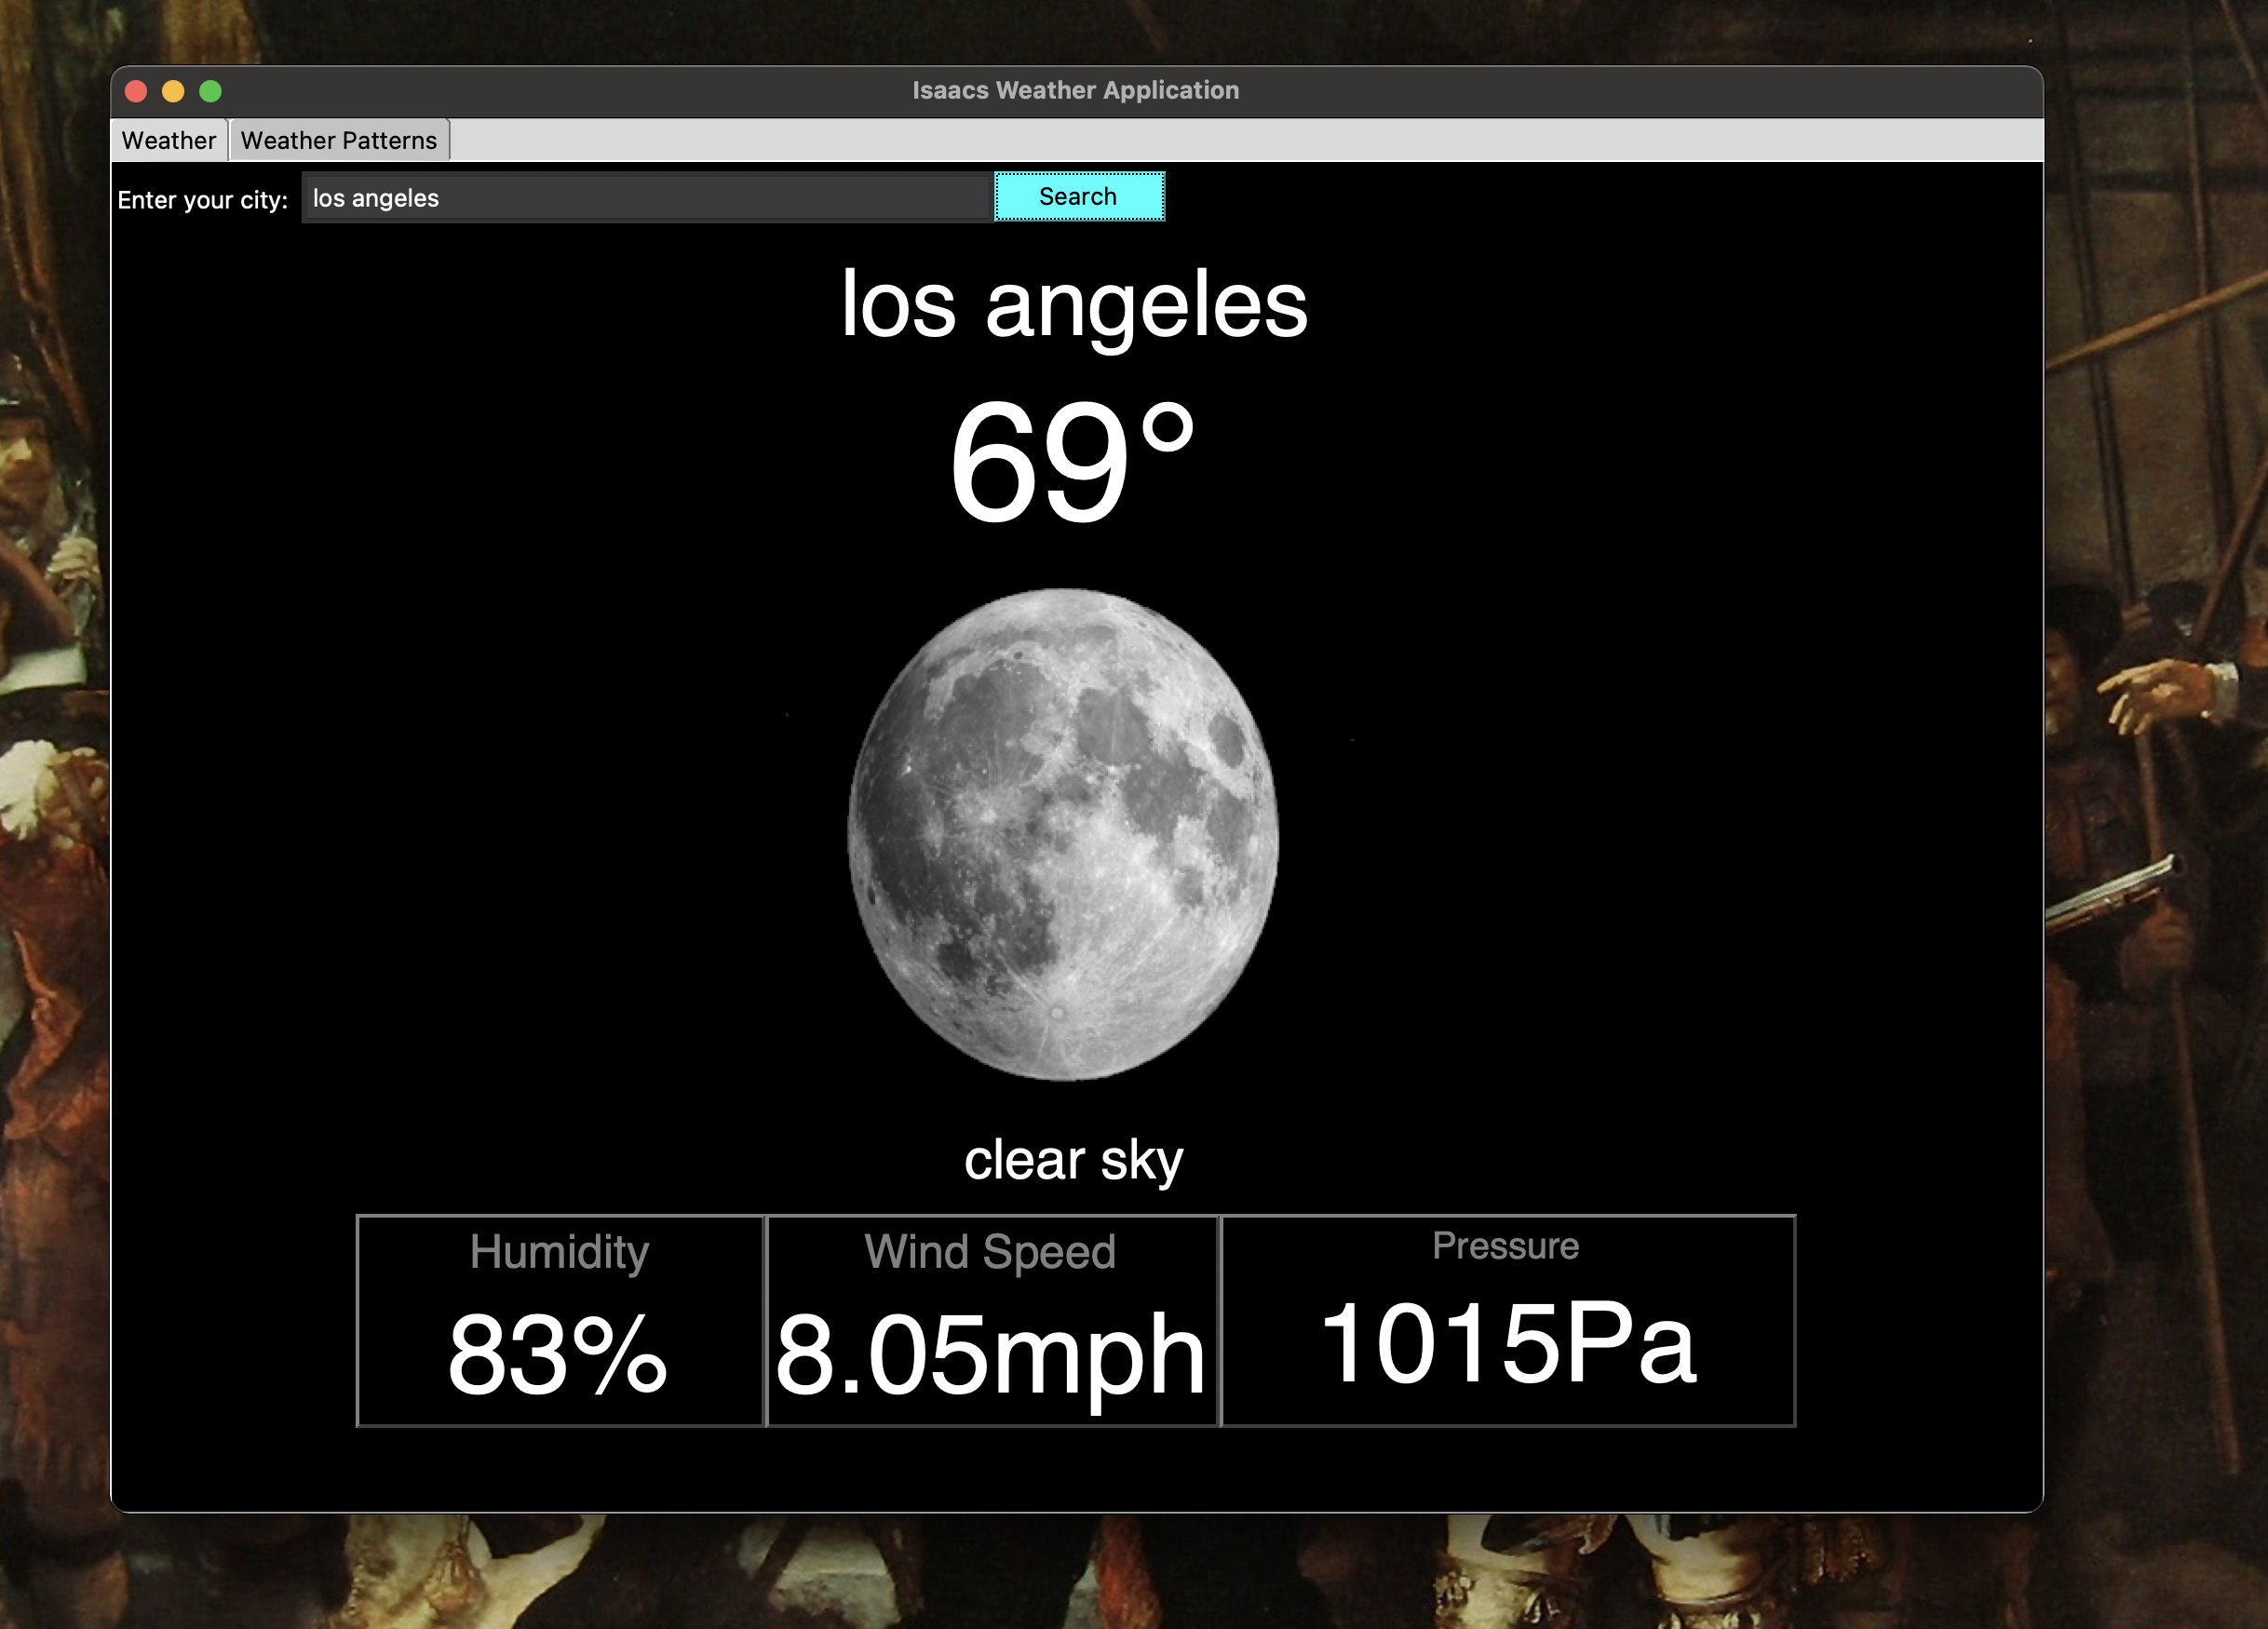 Isaacs Weather Application
Weather Weather Patterns
Enter your city: los angeles Search
los angeles
69°
clear sky
Humidity Wind Speed Pressure
83% 8.05mph 1015Pa